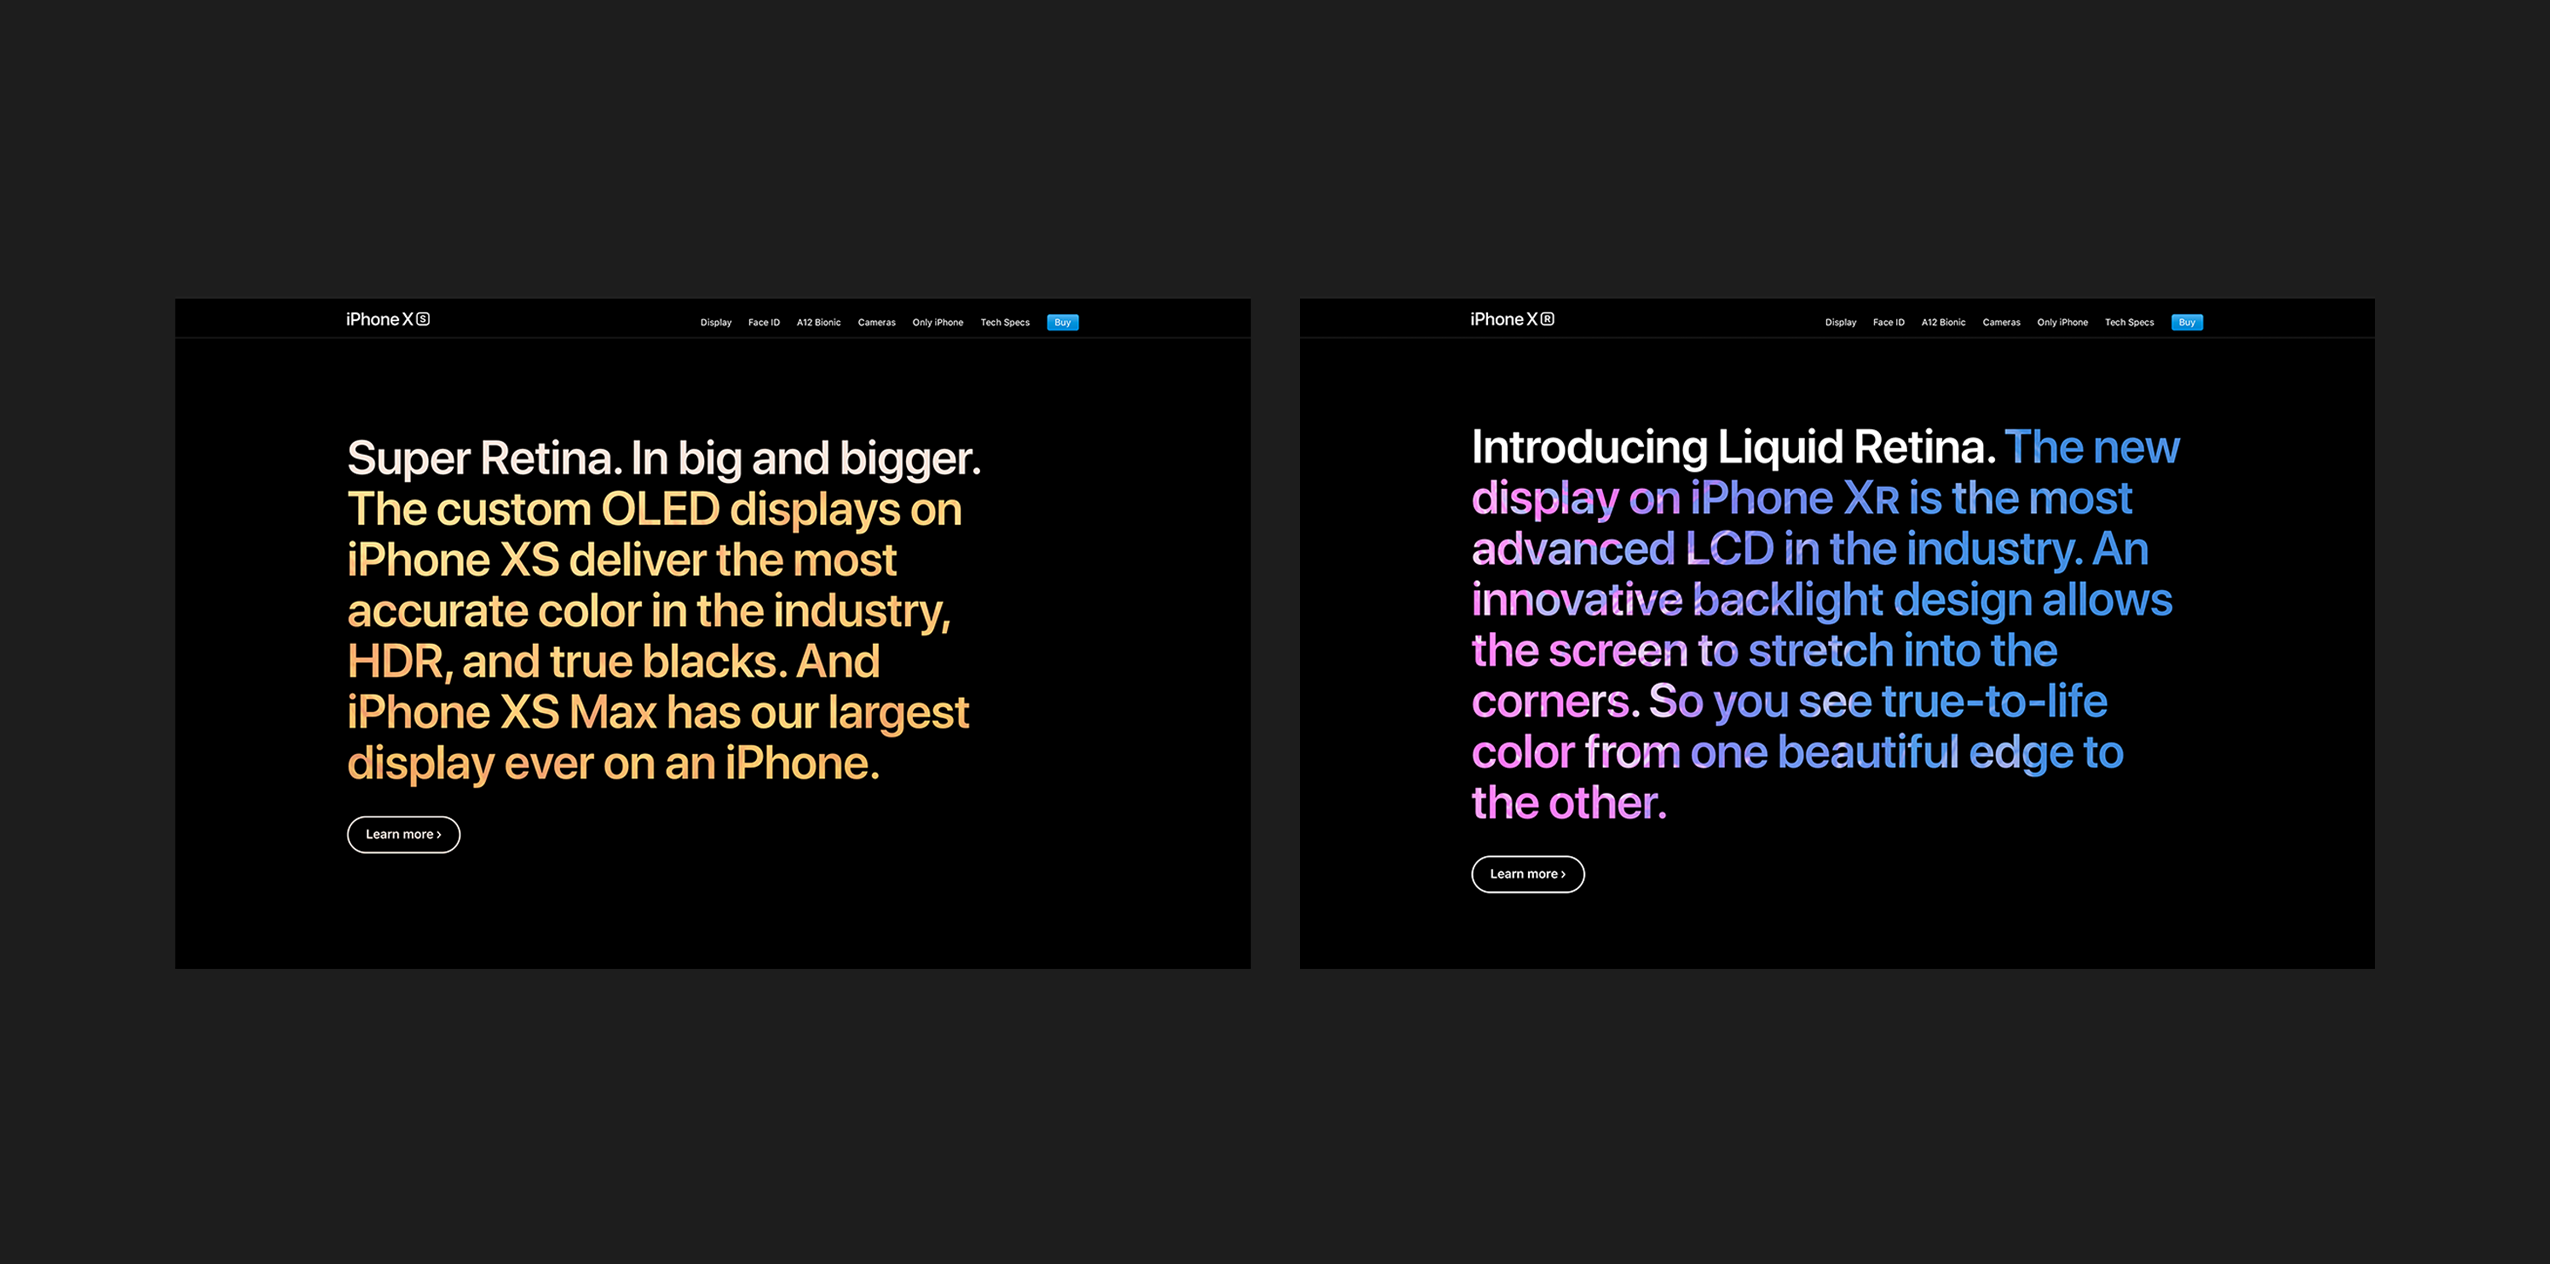 iPhone XS
Display Face ID A12 Bionic Cameras Only iPhone Tech Specs Buy
Super Retina. In big and bigger.
The custom OLED displays on
iPhone XS deliver the most
accurate color in the industry,
HDR, and true blacks. And
iPhone XS Max has our largest
display ever on an iPhone.
Learn more ›
iPhone XR
Display Face ID A12 Bionic Cameras Only iPhone Tech Specs Buy
Introducing Liquid Retina. The new
display on iPhone XR is the most
advanced LCD in the industry. An
innovative backlight design allows
the screen to stretch into the
corners. So you see true-to-life
color from one beautiful edge to
the other.
Learn more ›